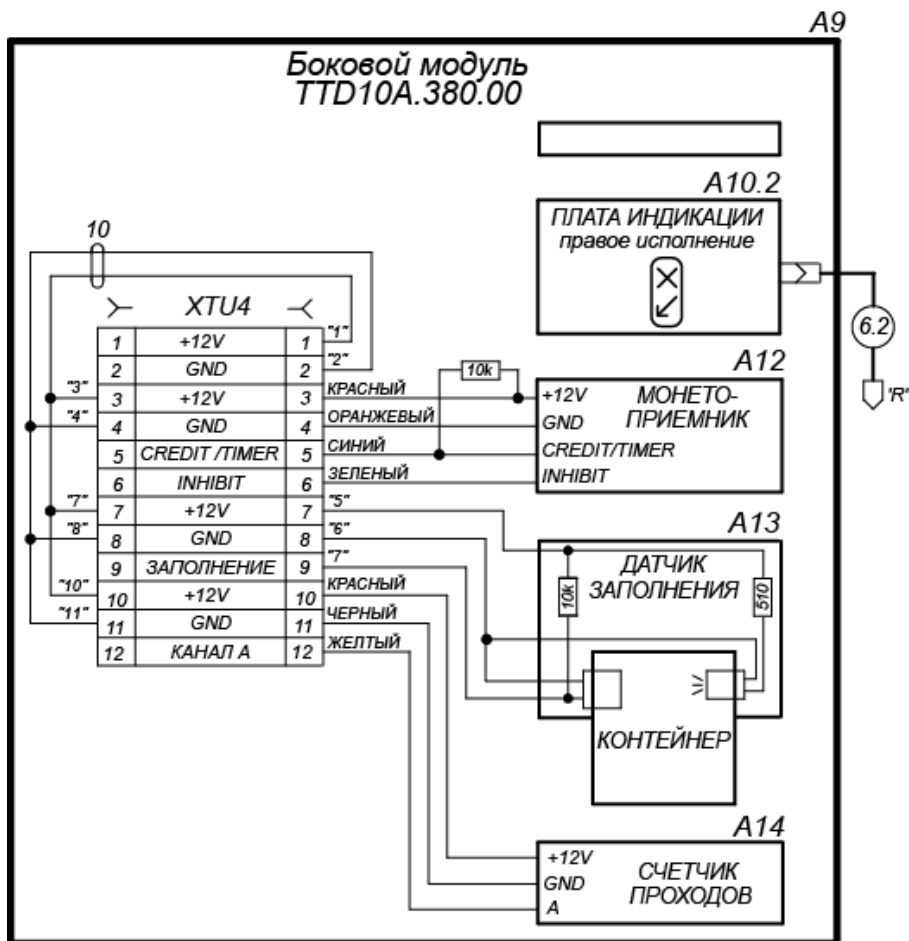 A9
Боковой модуль
TTD10A.380.00
A10.2
ПЛАТА ИНДИКАЦИИ
правое исполнение
6.2
'R'
10
XTU4
1 +12V 1 "1"
2 GND 2 "2"
"3" 3 +12V 3 КРАСНЫЙ
"4" 4 GND 4 ОРАНЖЕВЫЙ
5 CREDIT /TIMER 5 СИНИЙ
6 INHIBIT 6 ЗЕЛЕНЫЙ
"7" 7 +12V 7 "5"
"8" 8 GND 8 "6"
9 ЗАПОЛНЕНИЕ 9 "7"
"10" 10 +12V 10 КРАСНЫЙ
"11" 11 GND 11 ЧЕРНЫЙ
12 КАНАЛ А 12 ЖЕЛТЫЙ
10k
A12
+12V
GND
CREDIT/TIMER
INHIBIT
МОНЕТО-
ПРИЕМНИК
A13
ДАТЧИК
ЗАПОЛНЕНИЯ
10k
510
КОНТЕЙНЕР
A14
+12V
GND
A
СЧЕТЧИК
ПРОХОДОВ